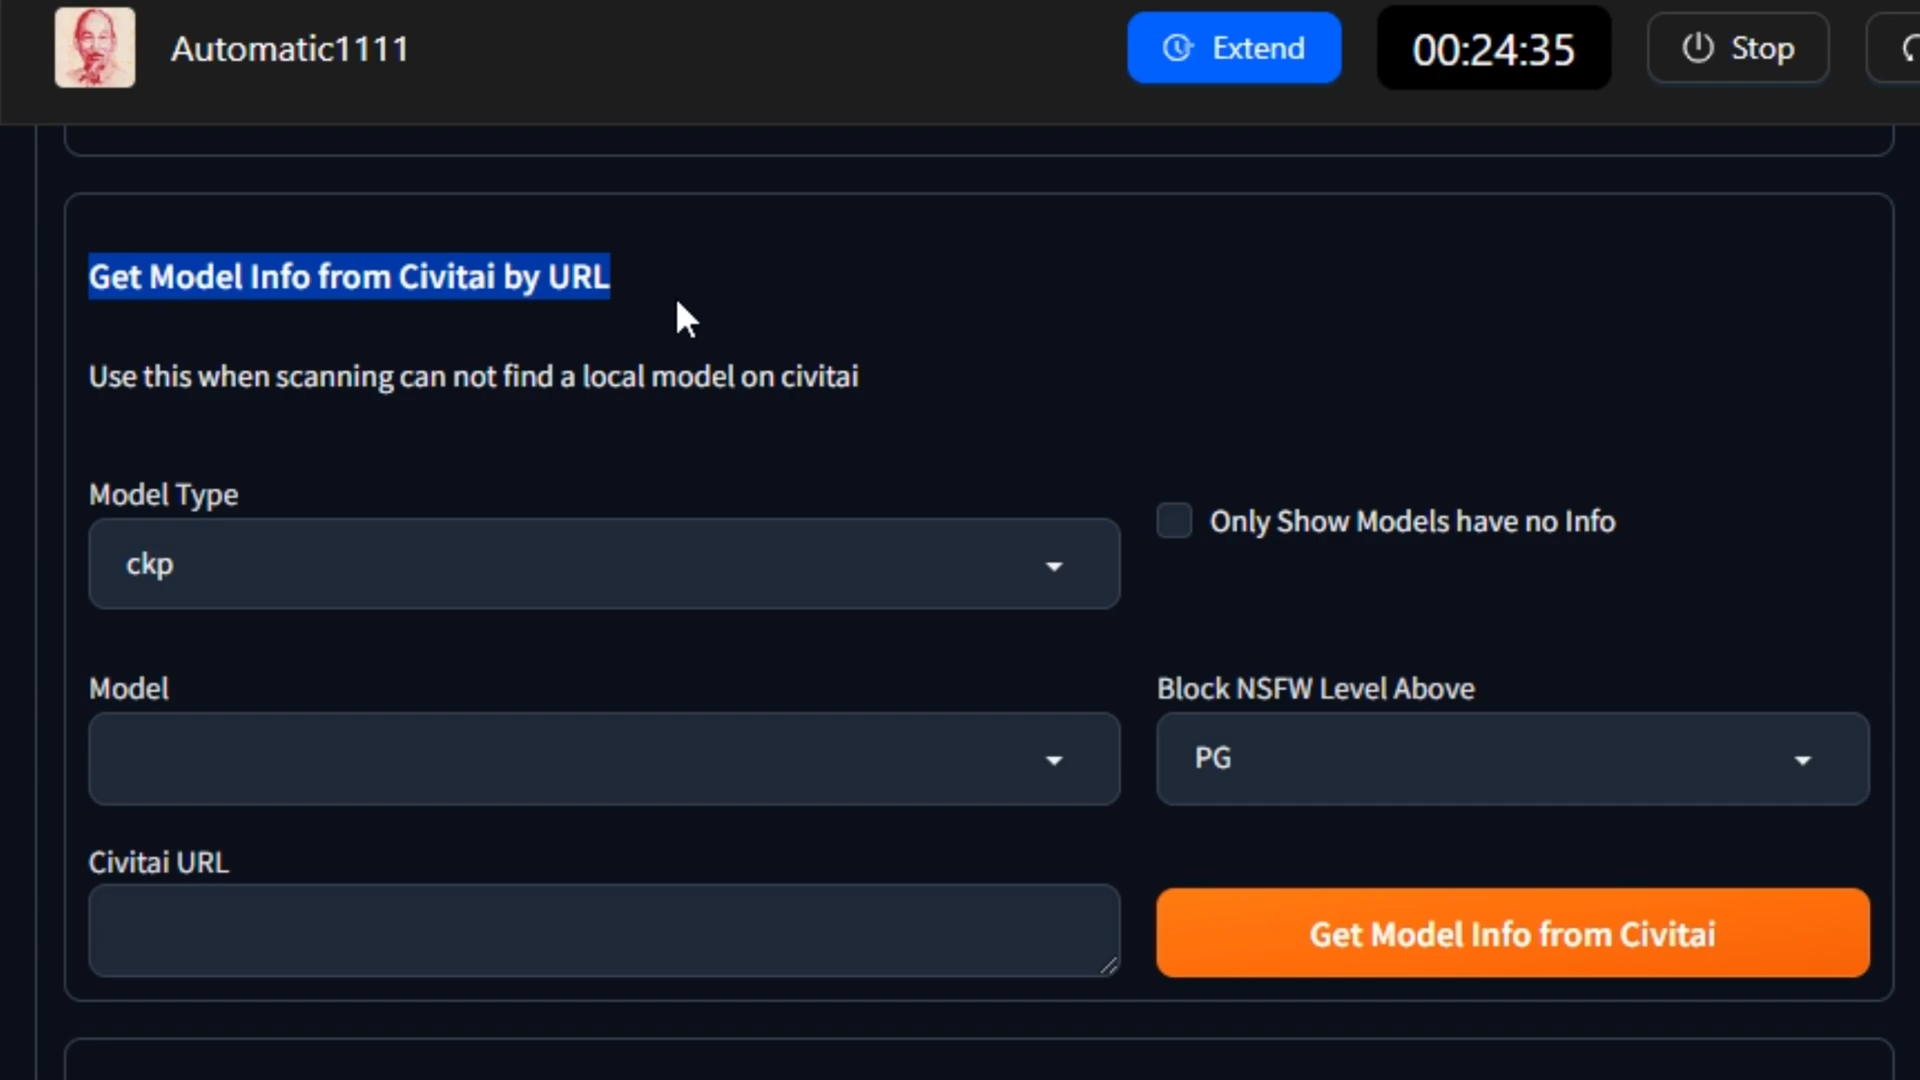 Automatic1111
Extend
00:24:35
Stop
Get Model Info from Civitai by URL
Use this when scanning can not find a local model on civitai
Model Type
ckp
Only Show Models have no Info
Model
Block NSFW Level Above
PG
Civitai URL
Get Model Info from Civitai